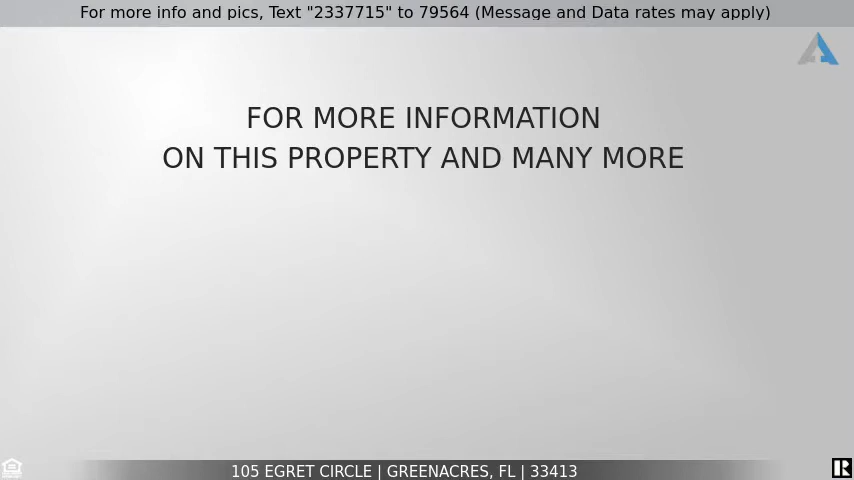 For more info and pics, Text "2337715" to 79564 (Message and Data rates may apply)
FOR MORE INFORMATION
ON THIS PROPERTY AND MANY MORE
105 EGRET CIRCLE | GREENACRES, FL | 33413